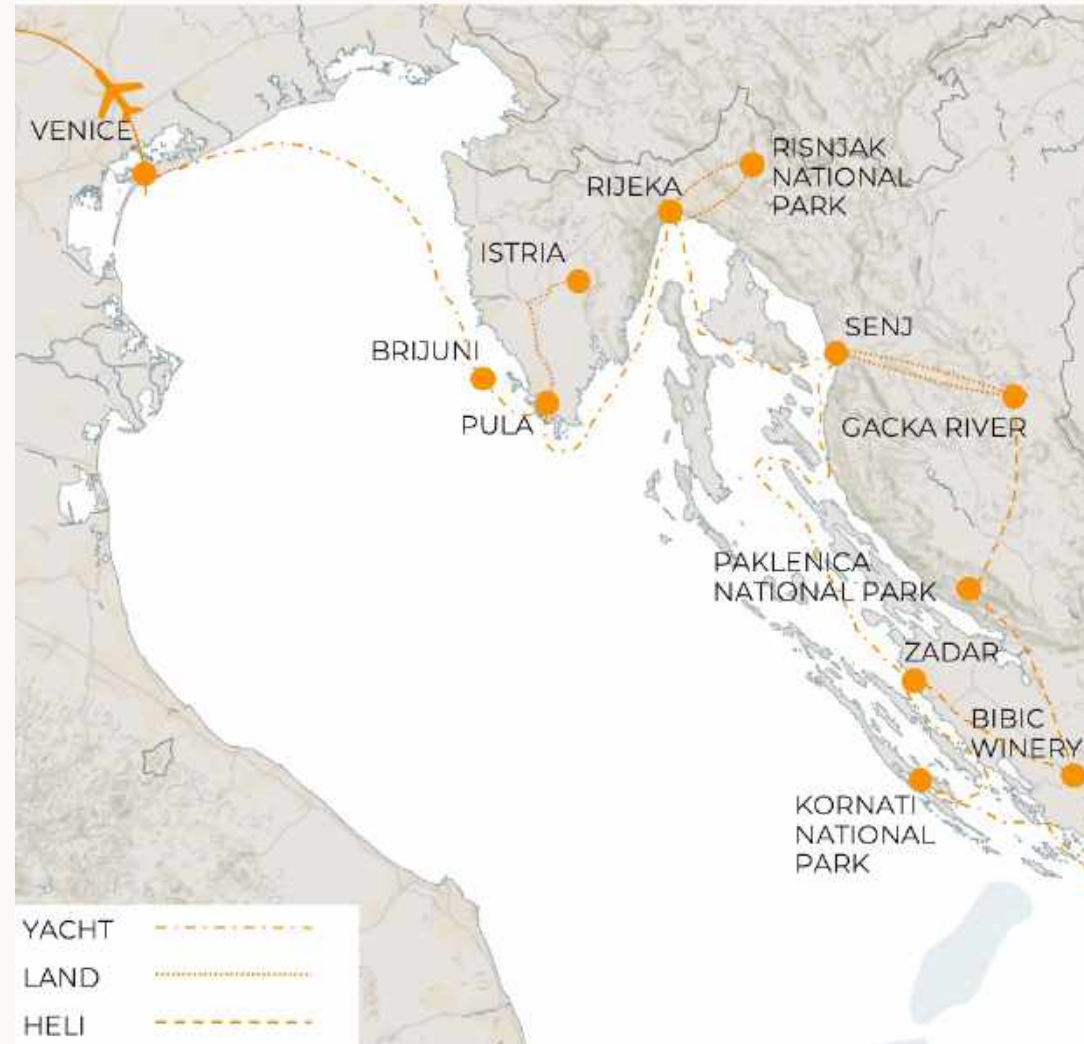 VENICE
RISNJAK
NATIONAL
PARK
RIJEKA
ISTRIA
SENJ
BRIJUNI
PULA
GACKA RIVER
PAKLENICA
NATIONAL PARK
ZADAR
BIBIC
WINERY
KORNATI
NATIONAL
PARK
YACHT
LAND
HELI